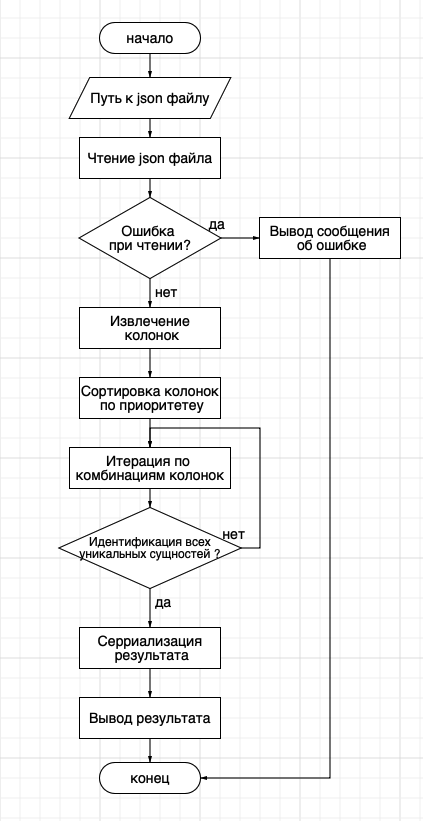 начало
Путь к json файлу
Чтение json файла
Ошибка
при чтении?
да
Вывод сообщения
об ошибке
нет
Извлечение
колонок
Сортировка колонок
по приоритетеу
Итерация по
комбинациям колонок
Идентификация всех
уникальных сущностей ?
нет
да
Серриализация
результата
Вывод результата
конец